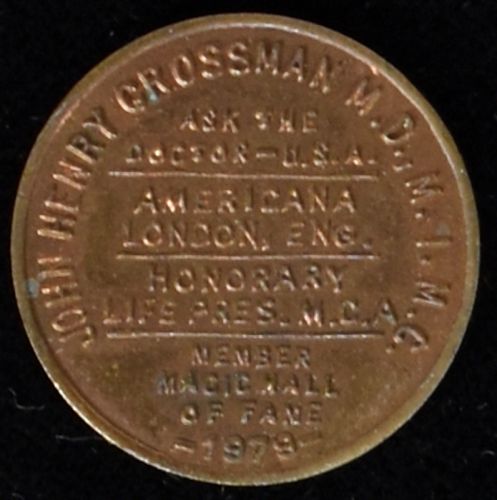 JOHN HENRY GROSSMAN M.D., M.I.M.C.
ASK THE
DOCTOR-U.S.A.
AMERICANA
LONDON, ENG.
HONORARY
LIFE PRES. M.C.A.
MEMBER
MAGIC HALL
OF FAME
-1979-